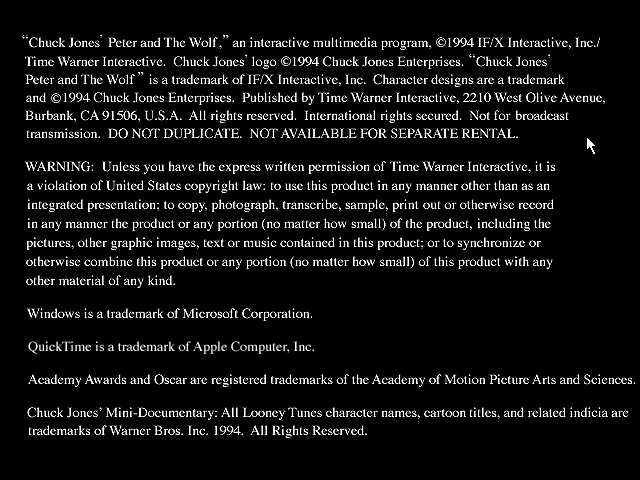 “Chuck Jones’ Peter and The Wolf,” an interactive multimedia program, ©1994 IF/X Interactive, Inc./
Time Warner Interactive. Chuck Jones’ logo ©1994 Chuck Jones Enterprises. “Chuck Jones’
Peter and The Wolf” is a trademark of IF/X Interactive, Inc. Character designs are a trademark
and ©1994 Chuck Jones Enterprises. Published by Time Warner Interactive, 2210 West Olive Avenue,
Burbank, CA 91506, U.S.A. All rights reserved. International rights secured. Not for broadcast
transmission. DO NOT DUPLICATE. NOT AVAILABLE FOR SEPARATE RENTAL.
WARNING: Unless you have the express written permission of Time Warner Interactive, it is
a violation of United States copyright law: to use this product in any manner other than as an
integrated presentation; to copy, photograph, transcribe, sample, print out or otherwise record
in any manner the product or any portion (no matter how small) of the product, including the
pictures, other graphic images, text or music contained in this product; or to synchronize or
otherwise combine this product or any portion (no matter how small) of this product with any
other material of any kind.
Windows is a trademark of Microsoft Corporation.
QuickTime is a trademark of Apple Computer, Inc.
Academy Awards and Oscar are registered trademarks of the Academy of Motion Picture Arts and Sciences.
Chuck Jones’ Mini-Documentary: All Looney Tunes character names, cartoon titles, and related indicia are
trademarks of Warner Bros. Inc. 1994. All Rights Reserved.